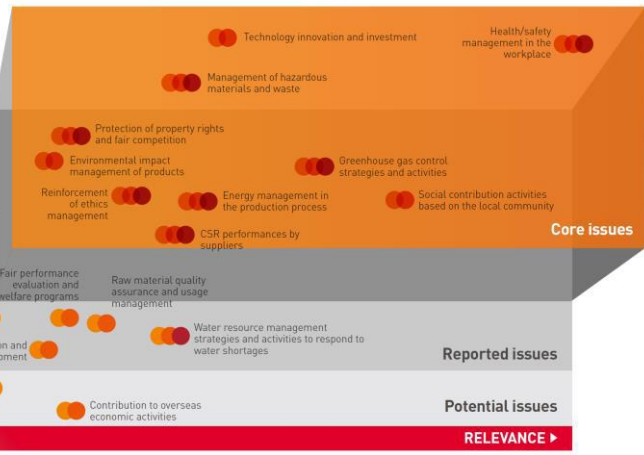 Technology innovation and investment
Health/safety
management in the
workplace
Management of hazardous
materials and waste
Protection of property rights
and fair competition
Environmental impact
management of products
Greenhouse gas control
strategies and activities
Reinforcement
of ethics
management
Energy management in
the production process
Social contribution activities
based on the local community
Core issues
CSR performances by
suppliers
Fair performance
evaluation and
welfare programs
Raw material quality
assurance and usage
management
Water resource management
strategies and activities to respond to
water shortages
and
Reported issues
Contribution to overseas
economic activities
Potential issues
RELEVANCE ▶